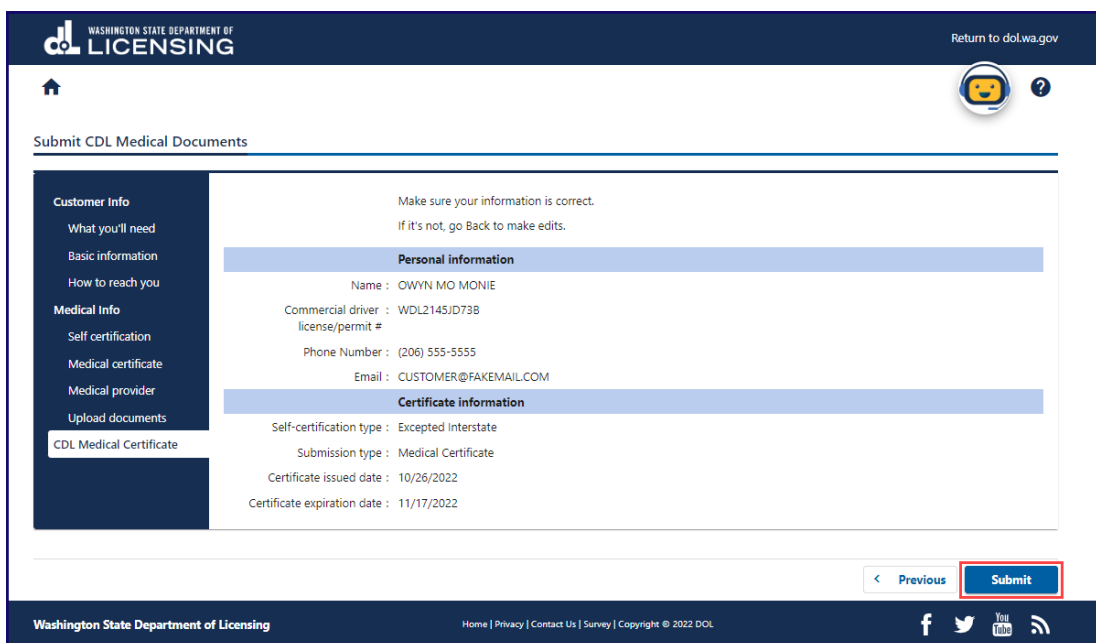 WASHINGTON STATE DEPARTMENT OF
LICENSING
Return to dol.wa.gov
Submit CDL Medical Documents
Customer Info
What you'll need
Basic information
How to reach you
Medical Info
Self certification
Medical certificate
Medical provider
Upload documents
CDL Medical Certificate
Make sure your information is correct.
If it's not, go Back to make edits.
Personal information
Name : OWYN MO MONIE
Commercial driver : WDL2145JD73B
license/permit #
Phone Number : (206) 555-5555
Email : CUSTOMER@FAKEMAIL.COM
Certificate information
Self-certification type : Excepted Interstate
Submission type : Medical Certificate
Certificate issued date : 10/26/2022
Certificate expiration date : 11/17/2022
< Previous
Submit
Washington State Department of Licensing
Home | Privacy | Contact Us | Survey | Copyright © 2022 DOL
You
Tube